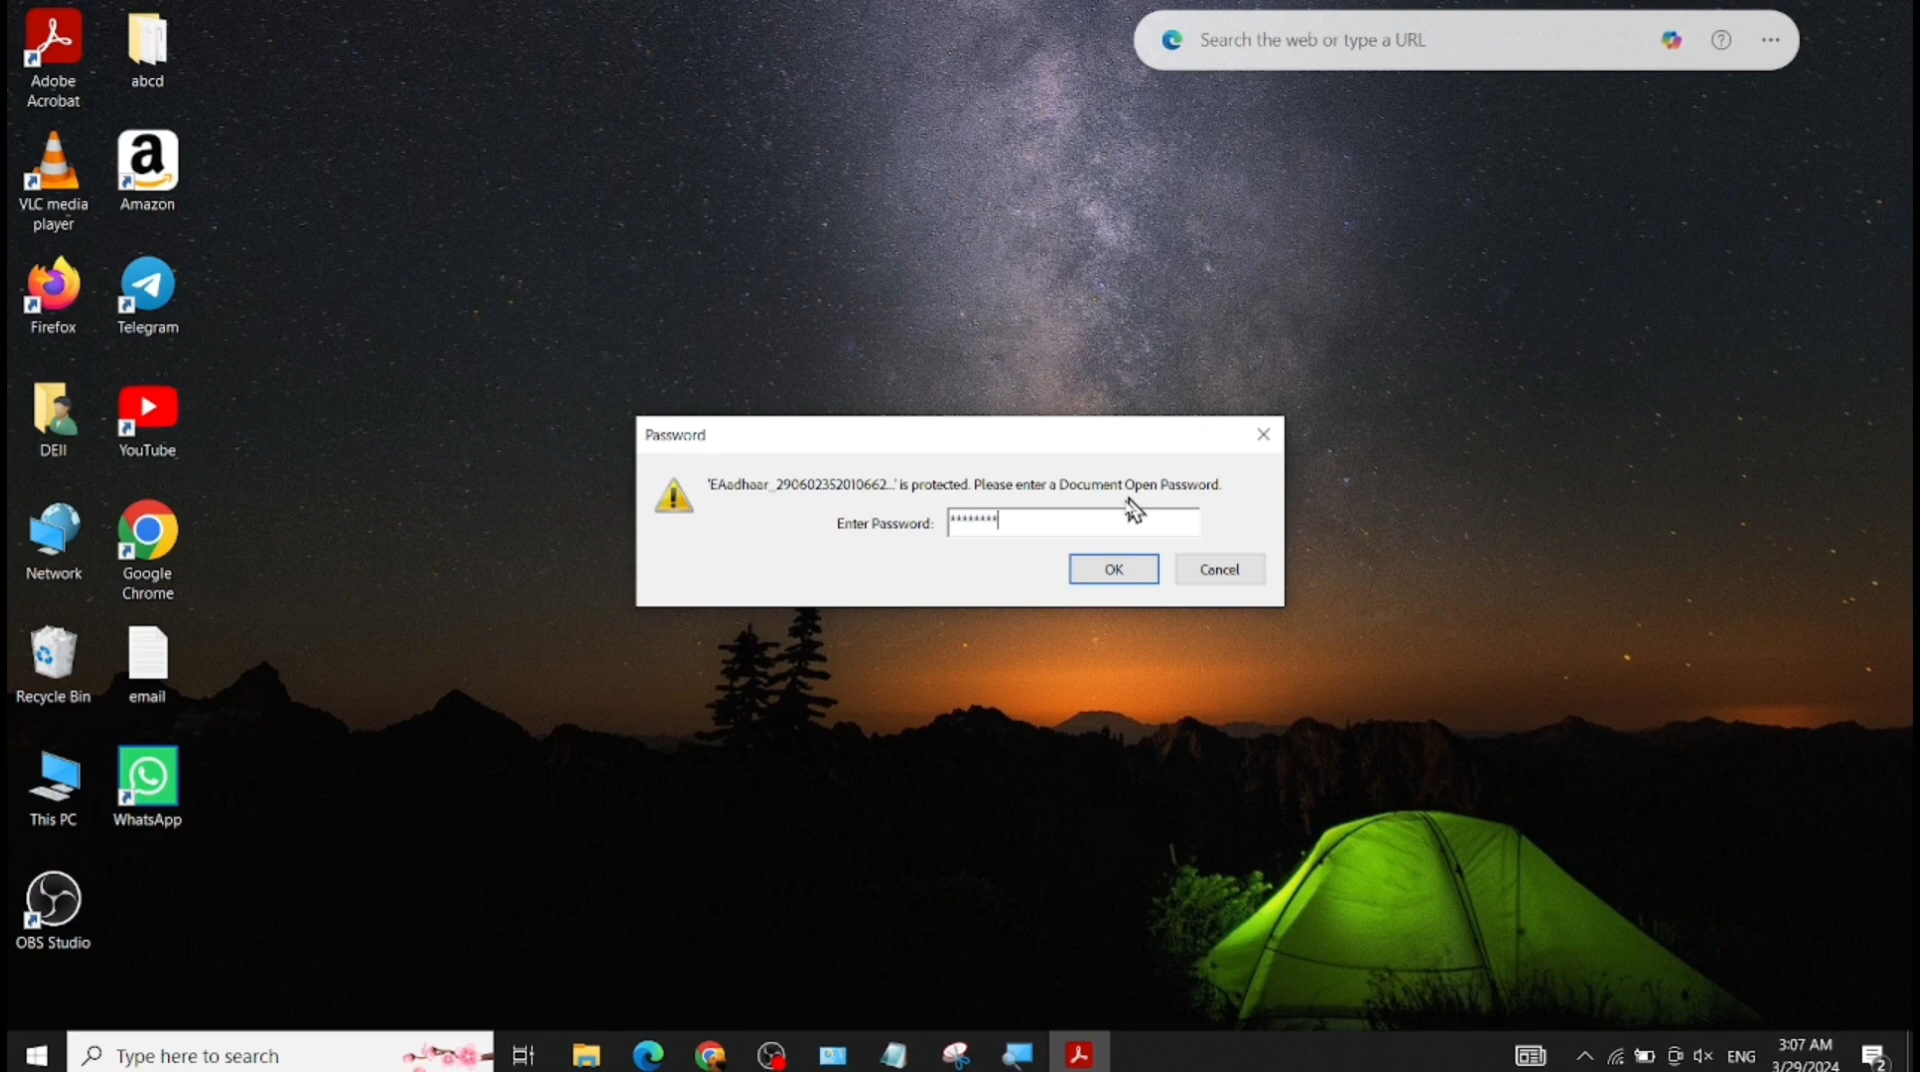 Adobe
Acrobat
abcd
Search the web or type a URL
VLC media
player
Amazon
Firefox
Telegram
DEII
YouTube
Password
'EAadhaar_290602352010662...' is protected. Please enter a Document Open Password.
Enter Password: ********
OK
Cancel
Network
Google
Chrome
Recycle Bin
email
This PC
WhatsApp
OBS Studio
Type here to search
ENG
3:07 AM
3/29/2024
2